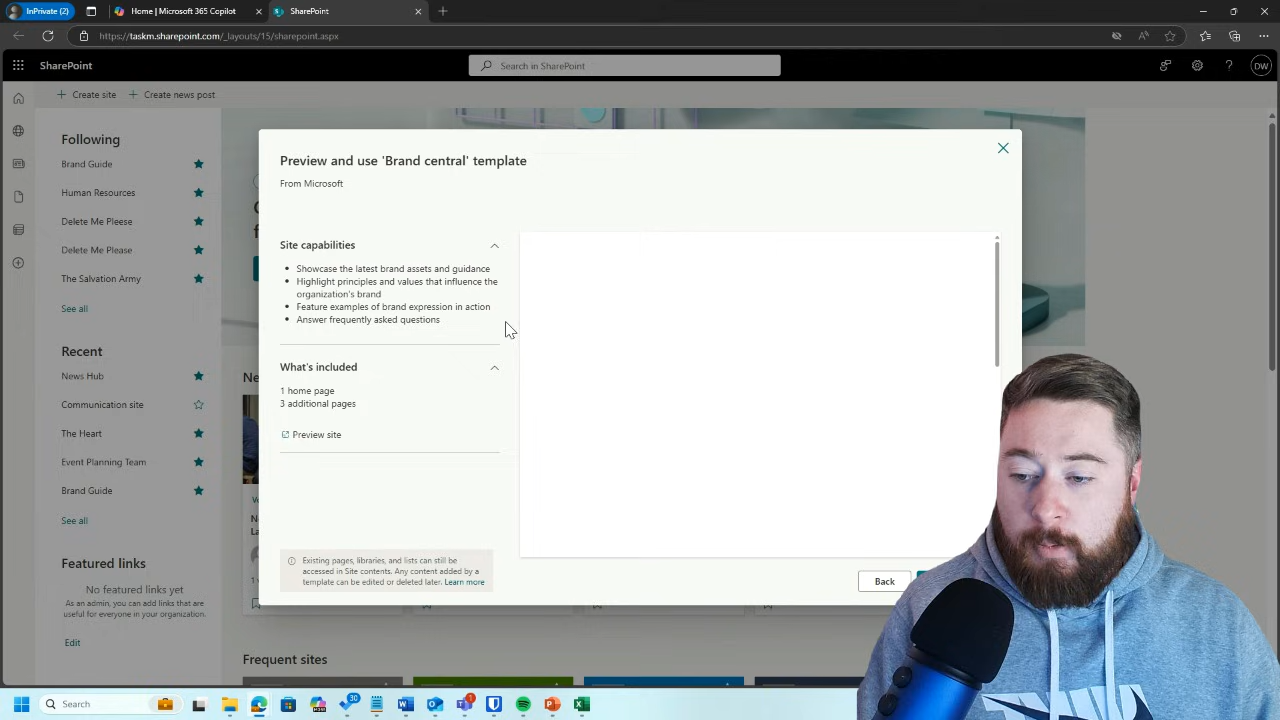 InPrivate (2)
Home | Microsoft 365 Copilot
SharePoint
https://taskm.sharepoint.com/_layouts/15/sharepoint.aspx
SharePoint
Search in SharePoint
DW
Create site
Create new post
Following
Brand Guide
Human Resources
Delete Me Pleese
Delete Me Please
The Salvation Army
See all
Recent
News Hub
Communication site
The Heart
Event Planning Team
Brand Guide
See all
Featured links
No featured links yet
As an admin, you can add links that are
useful for everyone in your organization.
Edit
Preview and use 'Brand central' template
From Microsoft
Site capabilities
• Showcase the latest brand assets and guidance
• Highlight principles and values that influence the
organization's brand
• Feature examples of brand expression in action
• Answer frequently asked questions
What's included
1 home page
3 additional pages
Preview site
Existing pages, libraries, and lists can still be
accessed in Site contents. Any content added by a
template can be edited or deleted later. Learn more
Back
Frequent sites
Search
30
1